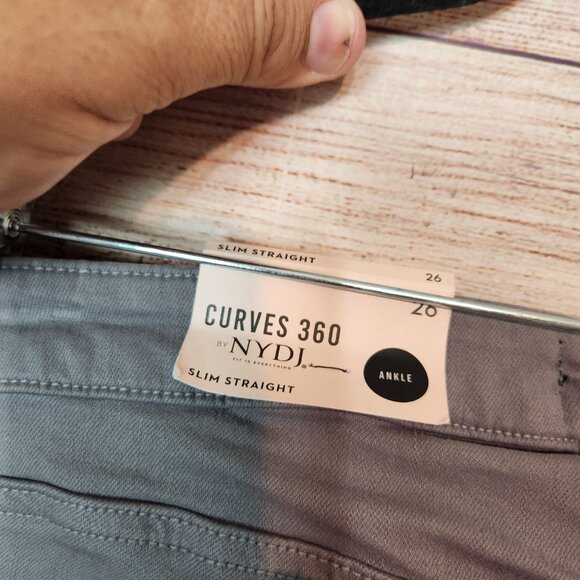 SLIM STRAIGHT
26
26
CURVES 360
BY NYDJ®
FIT IS EVERYTHING
ANKLE
SLIM STRAIGHT